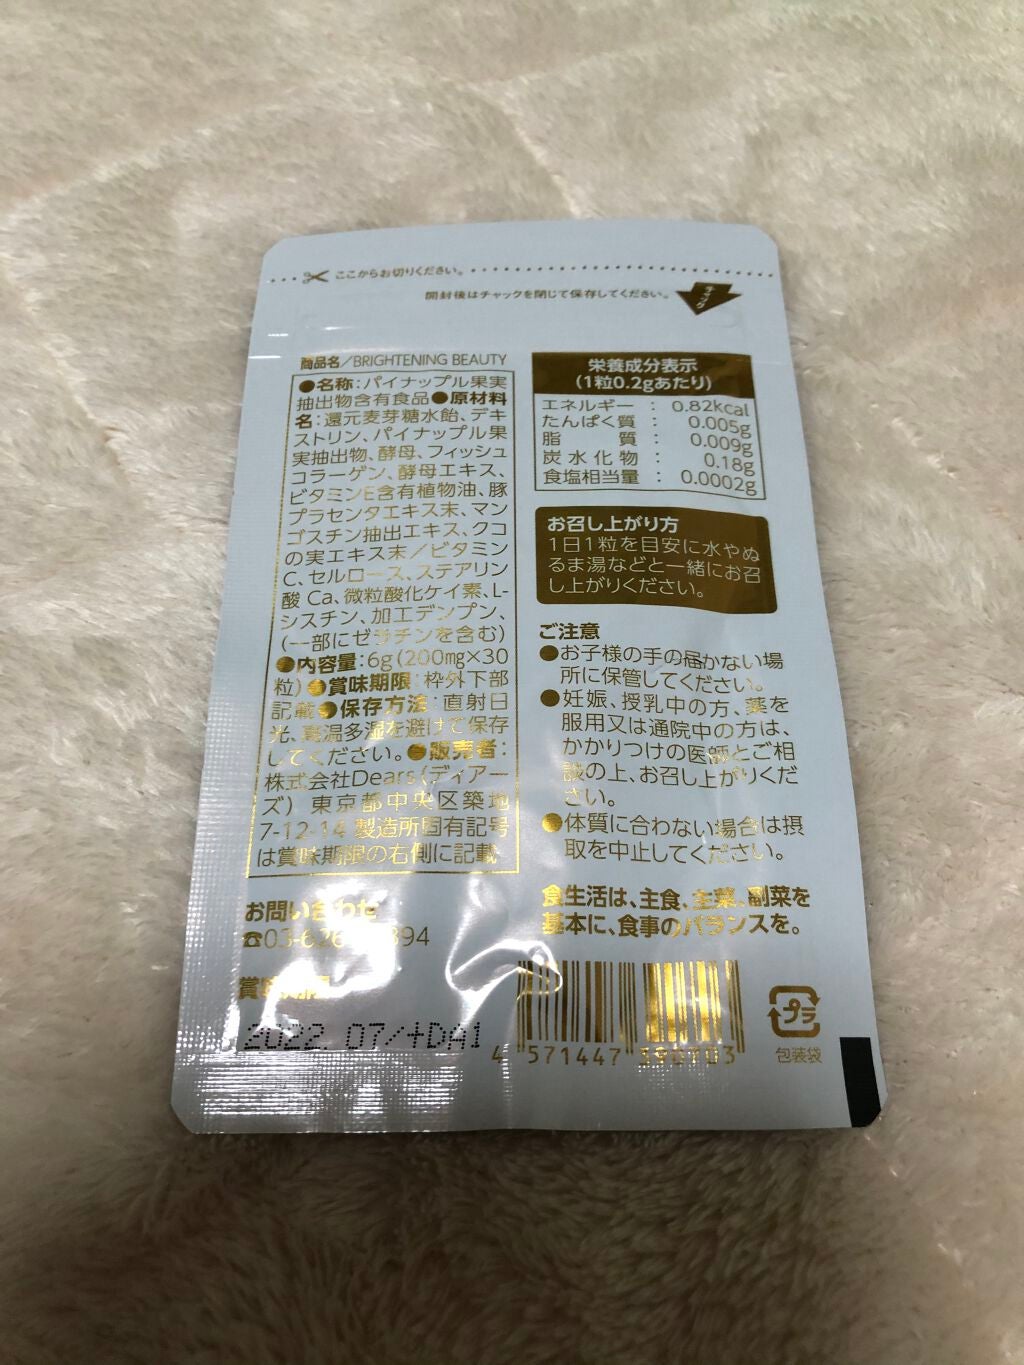 ここからお切りください。
開封後はチャックを閉じて保存してください。
チャック
商品名/BRIGHTENING BEAUTY
●名称:パイナップル果実
抽出物含有食品●原材料
名:還元麦芽糖水飴、デキ
ストリン、パイナップル果
実抽出物、酵母、フィッシュ
コラーゲン、酵母エキス、
ビタミンE含有植物油、豚
プラセンタエキス末、マン
ゴスチン抽出エキス、クコ
の実エキス末/ビタミン
C、セルロース、ステアリン
酸 Ca、微粒酸化ケイ素、L-
シスチン、加工デンプン、
(一部にゼラチンを含む)
●内容量:6g(200mg×30
粒)●賞味期限:枠外下部
記載●保存方法:直射日
光、高温多湿を避けて保存
してください。●販売者:
株式会社Dears(ディアー
ズ) 東京都中央区築地
7-12-14 製造所固有記号
は賞味期限の右側に記載
お問い合わせ
☎03-626 394
賞味期限
2022.07/+DA1
栄養成分表示
(1粒0.2gあたり)
エネルギー : 0.82kcal
たんぱく質 : 0.005g
脂質 : 0.009g
炭水化物 : 0.18g
食塩相当量 : 0.0002g
お召し上がり方
1日1粒を目安に水やぬ
るま湯などと一緒にお召
し上がりください。
ご注意
●お子様の手の届かない場
所に保管してください。
●妊娠、授乳中の方、薬を
服用又は通院中の方は、
かかりつけの医師とご相
談の上、お召し上がりくだ
さい。
●体質に合わない場合は摂
取を中止してください。
食生活は、主食、主菜、副菜を
基本に、食事のバランスを。
4 571447 390703
プラ
包装袋